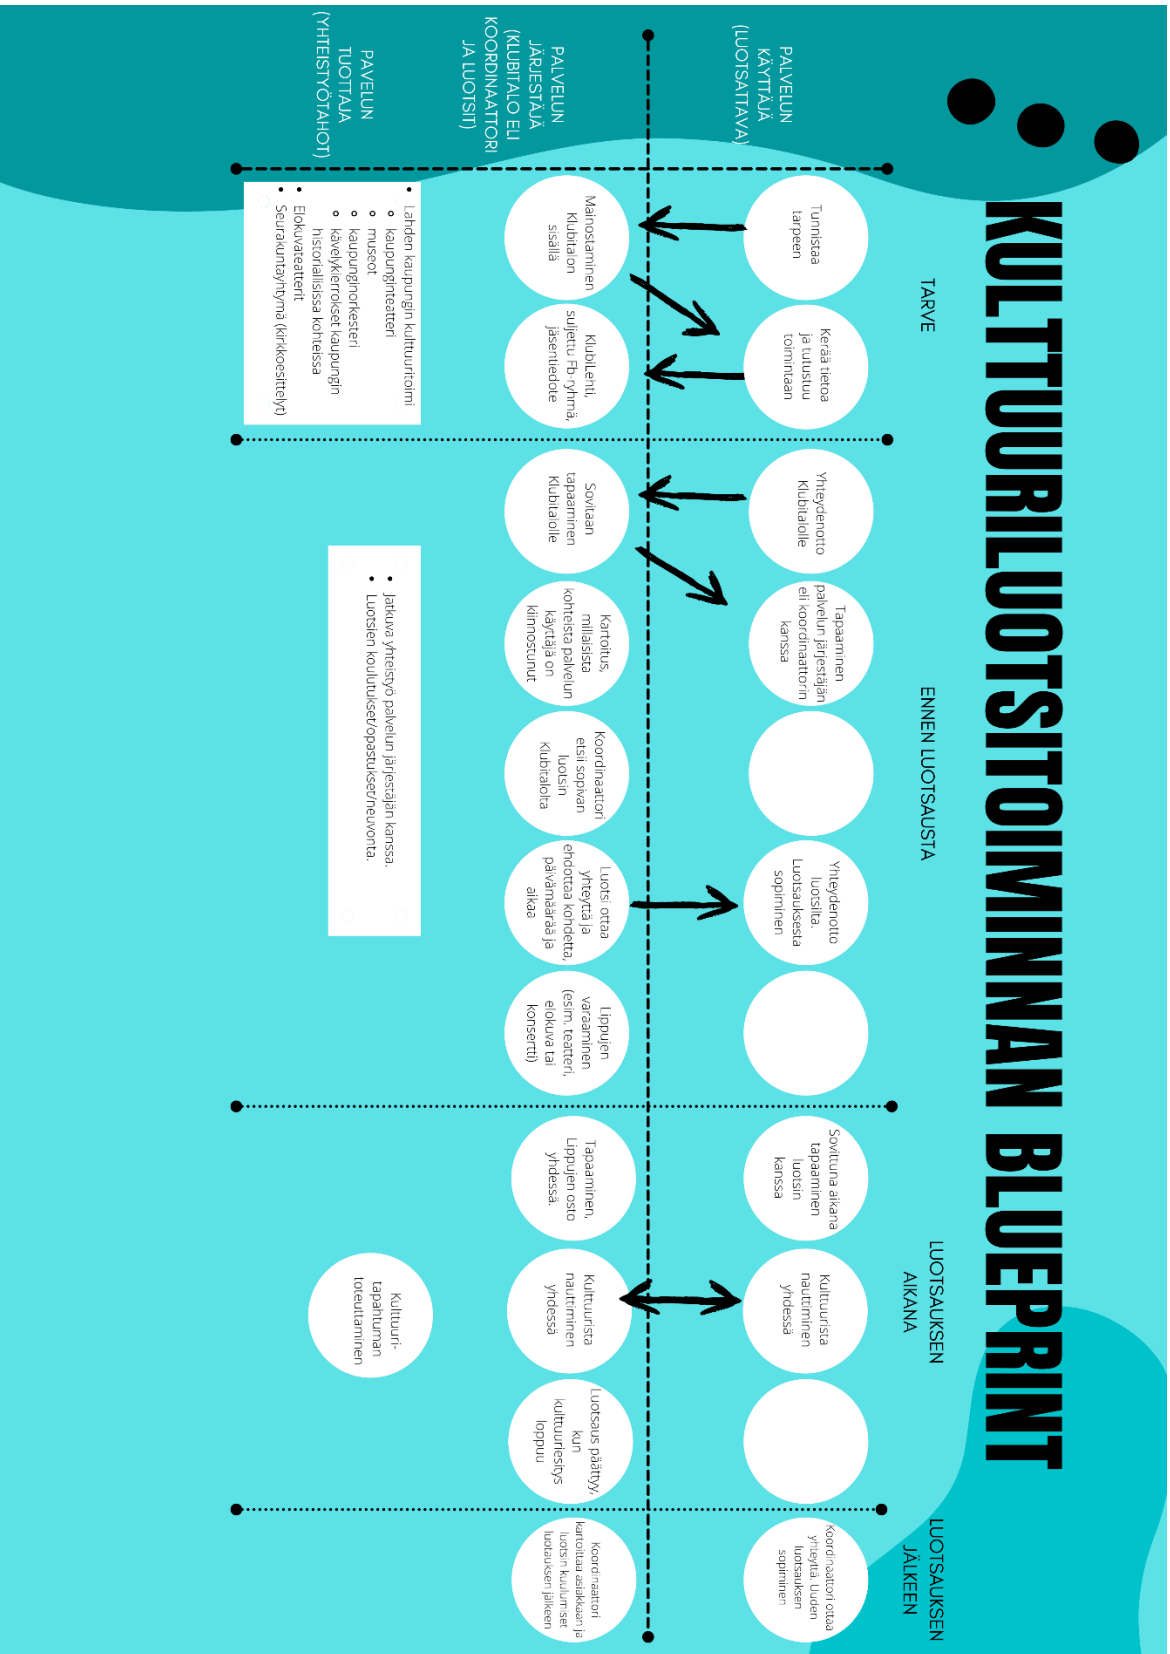 KULTTUURILUOTSITOIMINNAN BLUEPRINT
TARVE
ENNEN LUOTSAUSTA
LUOTSAUKSEN
AIKANA
LUOTSAUKSEN
JÄLKEEN
PALVELUN
KÄYTTÄJÄ
(LUOTSATTAVA)
Tunnistaa
tarpeen
Kerää tietoa
ja tutustuu
toimintaan
Yhteydenotto
Klubitalolle
Tapaaminen
palvelun järjestäjän
eli koordinaattorin
kanssa
Yhteydenotto
luotsilta.
Luotsauksesta
sopiminen
Sovittuna aikana
tapaaminen
luotsin
kanssa
Kulttuurista
nauttiminen
yhdessä
Koordinaattori ottaa
yhteyttä. Uuden
luotsauksen
sopiminen
PALVELUN
JÄRJESTÄJÄ
(KLUBITALO ELI
KOORDINAATTORI
JA LUOTSIT)
Mainostaminen
Klubitalon
sisällä
KlubiLehti,
suljettu Fb-ryhmä,
jäsentiedote
Sovitaan
tapaaminen
Klubitalolle
Kartoitus,
millaisista
kohteista palvelun
käyttäjä on
kiinnostunut
Koordinaattori
etsii sopivan
luotsin
Klubitalolta
Luotsi ottaa
yhteyttä ja
ehdottaa kohdetta,
päivämäärää ja
aikaa
Lippujen
varaaminen
(esim. teatteri,
elokuva tai
konsertti)
Tapaaminen,
Lippujen osto
yhdessä.
Kulttuurista
nauttiminen
yhdessä
Luotsaus päättyy,
kun
kulttuuriesitys
loppuu
Koordinaattori
kartoittaa asiakkaan ja
luotsin kuulumiset
luotauksen jälkeen
PAVELUN
TUOTTAJA
(YHTEISTYÖTAHOT)
• Lahden kaupungin kulttuuritoimi
◦ kaupunginteatteri
◦ museot
◦ kaupunginorkesteri
◦ kävelykierrokset kaupungin
historiallisissa kohteissa
• Elokuvateatterit
• Seurakuntayhtymä (kirkkoesittelyt)
• Jatkuva yhteistyö palvelun järjestäjän kanssa.
• Luotsien koulutukset/opastukset/neuvonta.
Kulttuuri-
tapahtuman
toteuttaminen